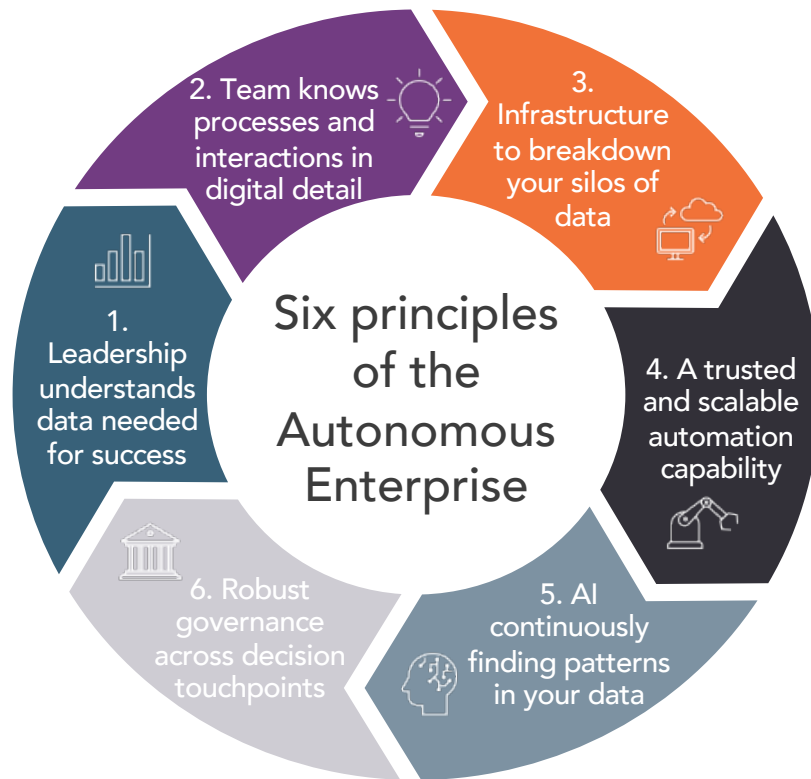 1.
Leadership
understands
data needed
for success
2. Team knows
processes and
interactions in
digital detail
3.
Infrastructure
to breakdown
your silos of
data
4. A trusted
and scalable
automation
capability
5. AI
continuously
finding patterns
in your data
6. Robust
governance
across decision
touchpoints
Six principles
of the
Autonomous
Enterprise